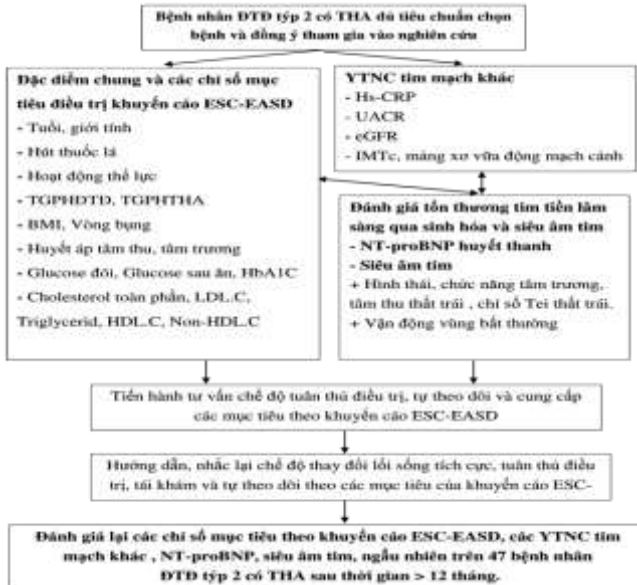 Bệnh nhân ĐTĐ týp 2 có THA đủ tiêu chuẩn chọn
bệnh và đồng ý tham gia vào nghiên cứu
Đặc điểm chung và các chỉ số mục
tiêu điều trị khuyến cáo ESC-EASD
- Tuổi, giới tính
- Hút thuốc lá
- Hoạt động thể lực
- TGPHĐTĐ, TGPHTHA
- BMI, Vòng bụng
- Huyết áp tâm thu, tâm trương
- Glucose đói, Glucose sau ăn, HbA1C
- Cholesterol toàn phần, LDL.C,
Triglycerid, HDL.C, Non-HDL.C
YTNC tim mạch khác
- Hs-CRP
- UACR
- eGFR
- IMTc, mảng xơ vữa động mạch cảnh
Đánh giá tổn thương tim tiền lâm
sàng qua sinh hóa và siêu âm tim
- NT-proBNP huyết thanh
- Siêu âm tim
+ Hình thái, chức năng tâm trương,
tâm thu thất trái , chỉ số Tei thất trái.
+ Vận động vùng bất thường
Tiến hành tư vấn chế độ tuân thủ điều trị, tự theo dõi và cung cấp
các mục tiêu theo khuyến cáo ESC-EASD
Hướng dẫn, nhắc lại chế độ thay đổi lối sống tích cực, tuân thủ điều
trị, tái khám và tự theo dõi theo các mục tiêu của khuyến cáo ESC-
Đánh giá lại các chỉ số mục tiêu theo khuyến cáo ESC-EASD, các YTNC tim
mạch khác , NT-proBNP, siêu âm tim, ngẫu nhiên trên 47 bệnh nhân
ĐTĐ týp 2 có THA sau thời gian > 12 tháng.